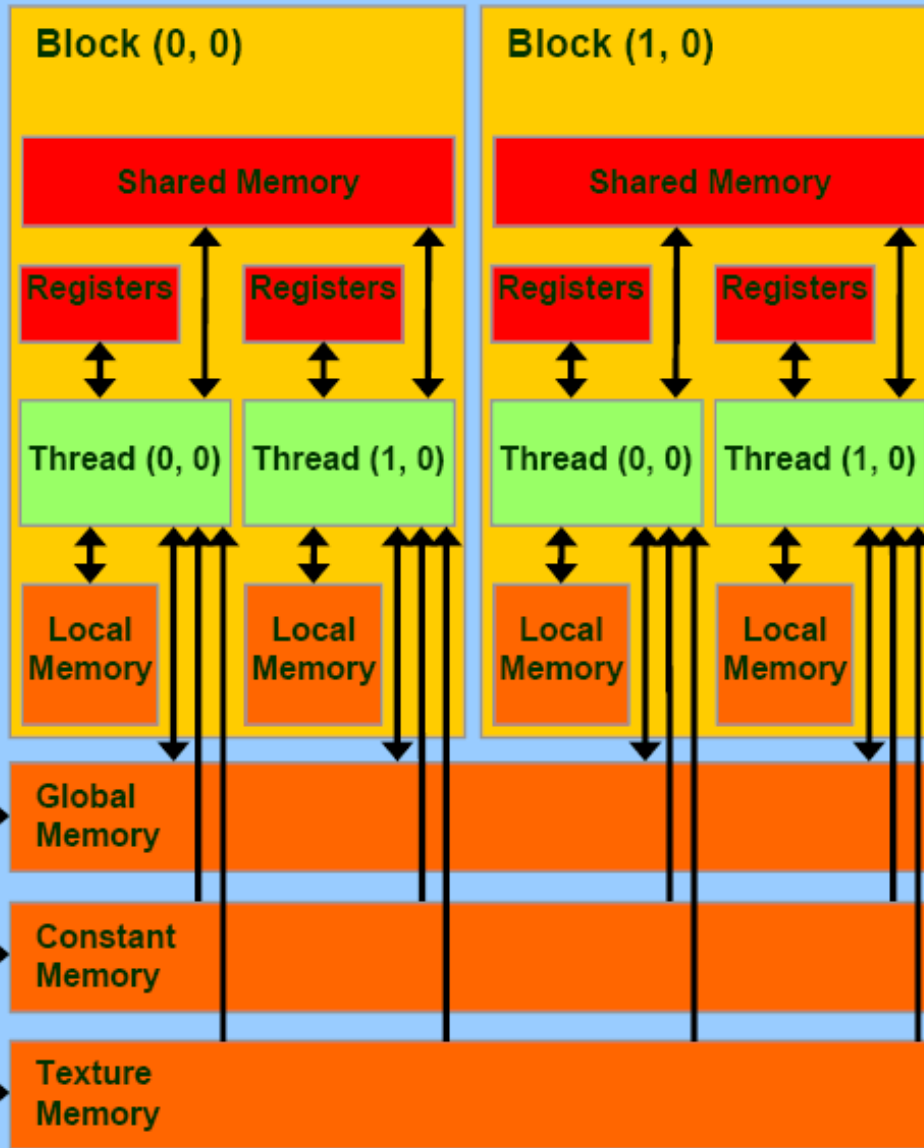 Block (0, 0)
Block (1, 0)
Shared Memory
Shared Memory
Registers
Registers
Registers
Registers
Thread (0, 0)
Thread (1, 0)
Thread (0, 0)
Thread (1, 0)
Local
Memory
Local
Memory
Local
Memory
Local
Memory
Global
Memory
Constant
Memory
Texture
Memory